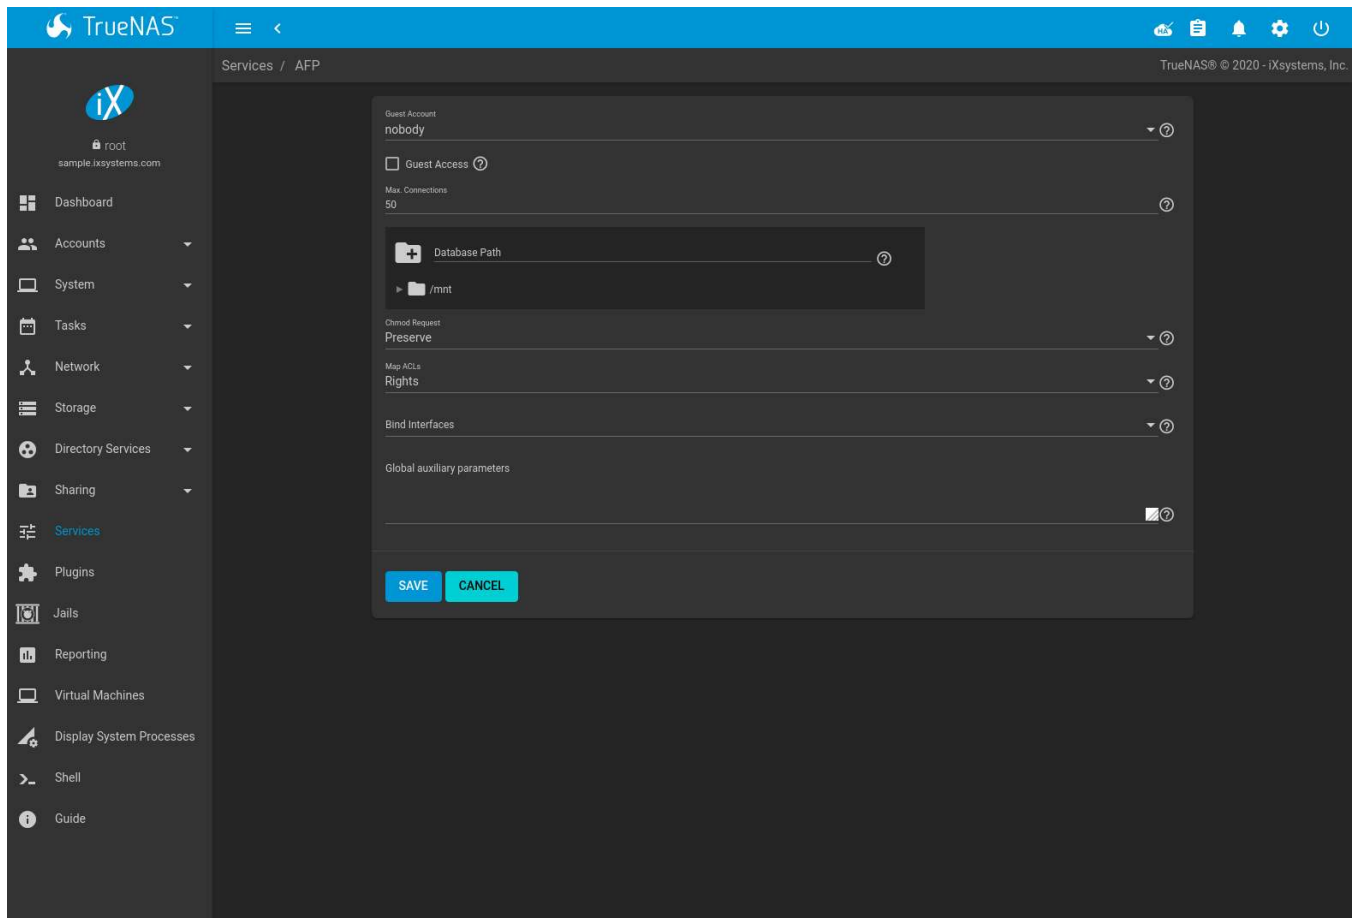 TrueNAS™
HA
Services / AFP
TrueNAS® © 2020 - iXsystems, Inc.
iX
root
sample.ixsystems.com
Dashboard
Accounts
System
Tasks
Network
Storage
Directory Services
Sharing
Services
Plugins
Jails
Reporting
Virtual Machines
Display System Processes
Shell
Guide
Guest Account
nobody
Guest Access
Max. Connections
50
Database Path
/mnt
Chmod Request
Preserve
Map ACLs
Rights
Bind Interfaces
Global auxiliary parameters
SAVE
CANCEL